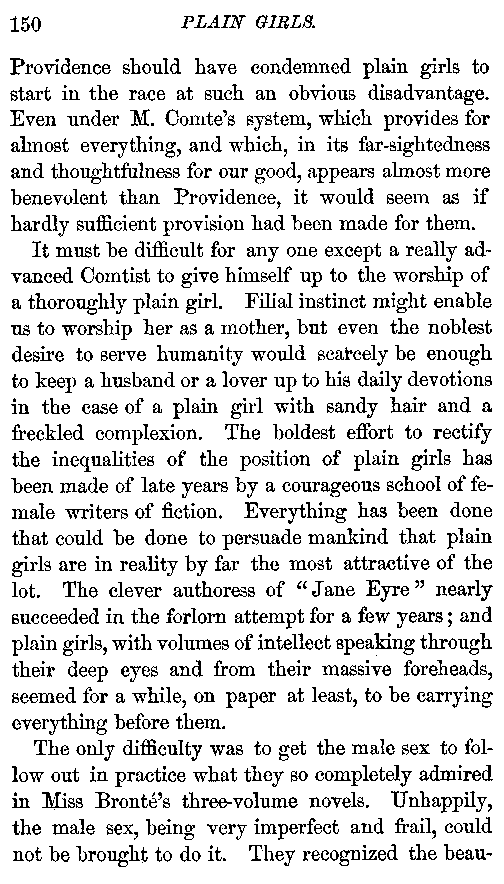 150 PLAIN GIRLS.
Providence should have condemned plain girls to
start in the race at such an obvious disadvantage.
Even under M. Comte's system, which provides for
almost everything, and which, in its far-sightedness
and thoughtfulness for our good, appears almost more
benevolent than Providence, it would seem as if
hardly sufficient provision had been made for them.
It must be difficult for any one except a really ad-
vanced Comtist to give himself up to the worship of
a thoroughly plain girl. Filial instinct might enable
us to worship her as a mother, but even the noblest
desire to serve humanity would scarcely be enough
to keep a husband or a lover up to his daily devotions
in the case of a plain girl with sandy hair and a
freckled complexion. The boldest effort to rectify
the inequalities of the position of plain girls has
been made of late years by a courageous school of fe-
male writers of fiction. Everything has been done
that could be done to persuade mankind that plain
girls are in reality by far the most attractive of the
lot. The clever authoress of "Jane Eyre" nearly
succeeded in the forlorn attempt for a few years; and
plain girls, with volumes of intellect speaking through
their deep eyes and from their massive foreheads,
seemed for a while, on paper at least, to be carrying
everything before them.
The only difficulty was to get the male sex to fol-
low out in practice what they so completely admired
in Miss Bronté's three-volume novels. Unhappily,
the male sex, being very imperfect and frail, could
not be brought to do it. They recognized the beau-